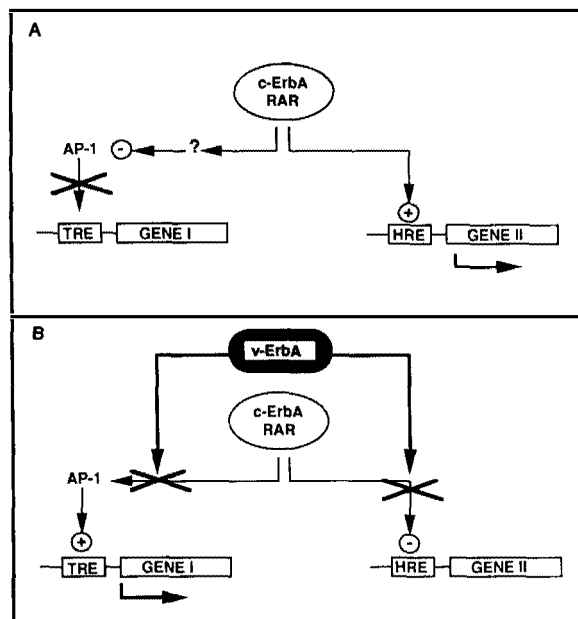 A
c-ErbA
RAR
AP-1 - ?
+
TRE GENE I HRE GENE II
B
v-ErbA
c-ErbA
RAR
AP-1
+ -
TRE GENE I HRE GENE II